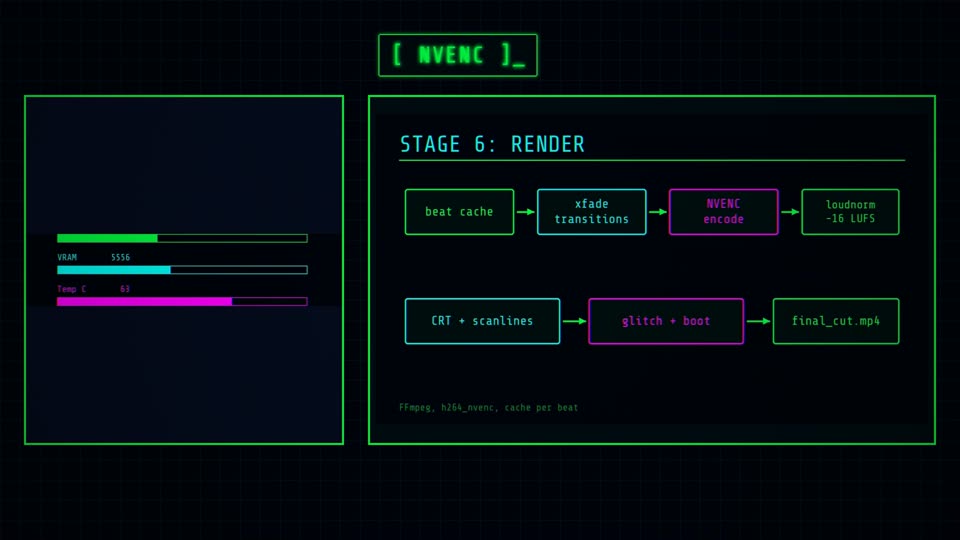 [ NVENC ]_
VRAM 5556
Temp C 63
STAGE 6: RENDER
beat cache
xfade
transitions
NVENC
encode
loudnorm
-16 LUFS
CRT + scanlines
glitch + boot
final_cut.mp4
FFmpeg, h264_nvenc, cache per beat